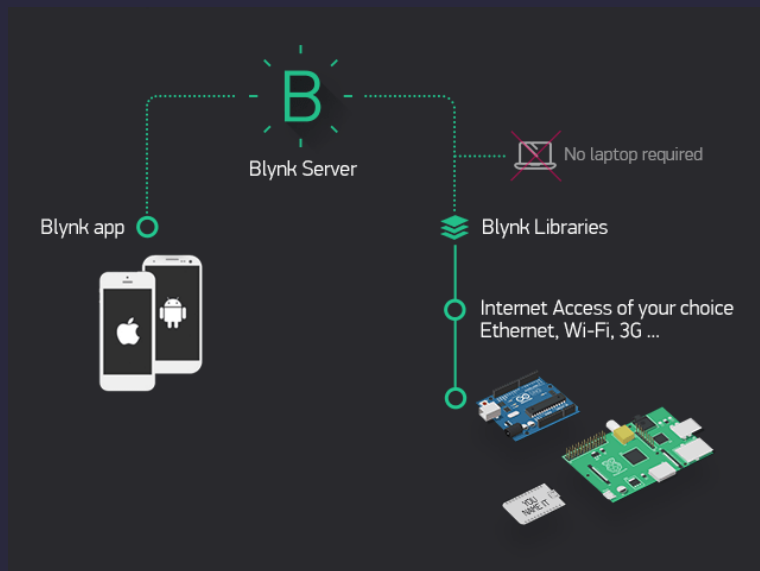 B
Blynk Server
No laptop required
Blynk app
Blynk Libraries
Internet Access of your choice
Ethernet, Wi-Fi, 3G ...
YOU
NAME IT